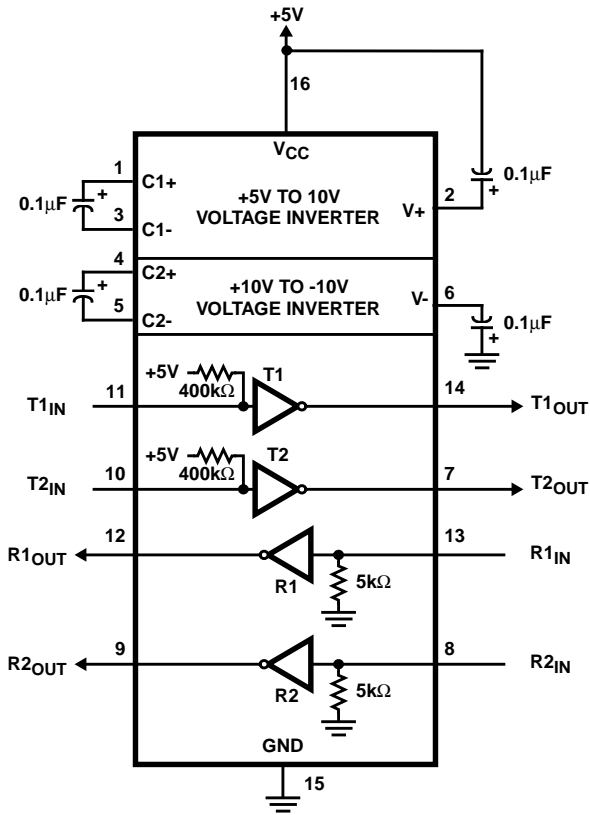 +5V
16
VCC
1
C1+
0.1μF
+
3
C1-
+5V TO 10V
VOLTAGE INVERTER
2
V+
0.1μF
+
4
C2+
0.1μF
+
5
C2-
+10V TO -10V
VOLTAGE INVERTER
V-
6
0.1μF
+
+5V
400kΩ
T1
T1IN
11
14
T1OUT
+5V
400kΩ
T2
T2IN
10
7
T2OUT
R1OUT
12
13
R1IN
R1
5kΩ
R2OUT
9
8
R2IN
R2
5kΩ
GND
15